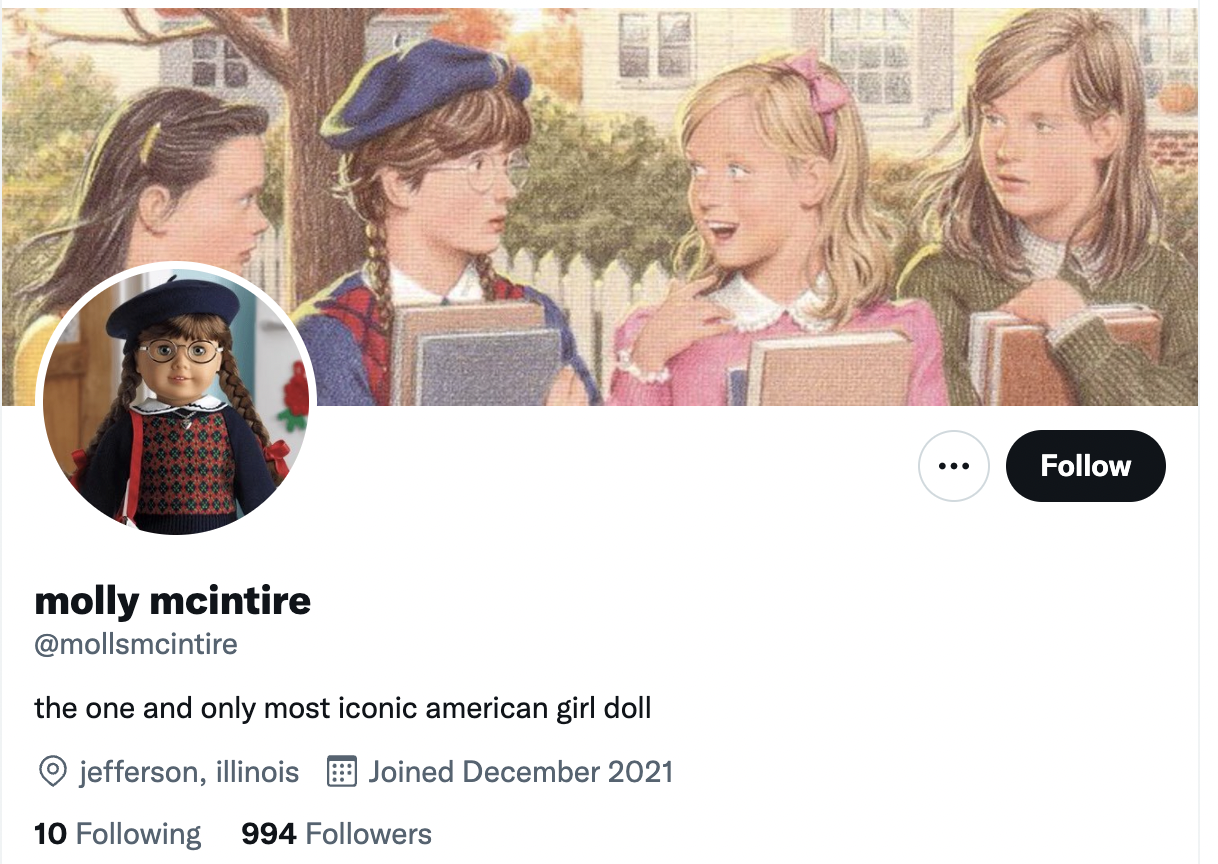 Follow
molly mcintire
@mollsmcintire
the one and only most iconic american girl doll
jefferson, illinois Joined December 2021
10 Following 994 Followers